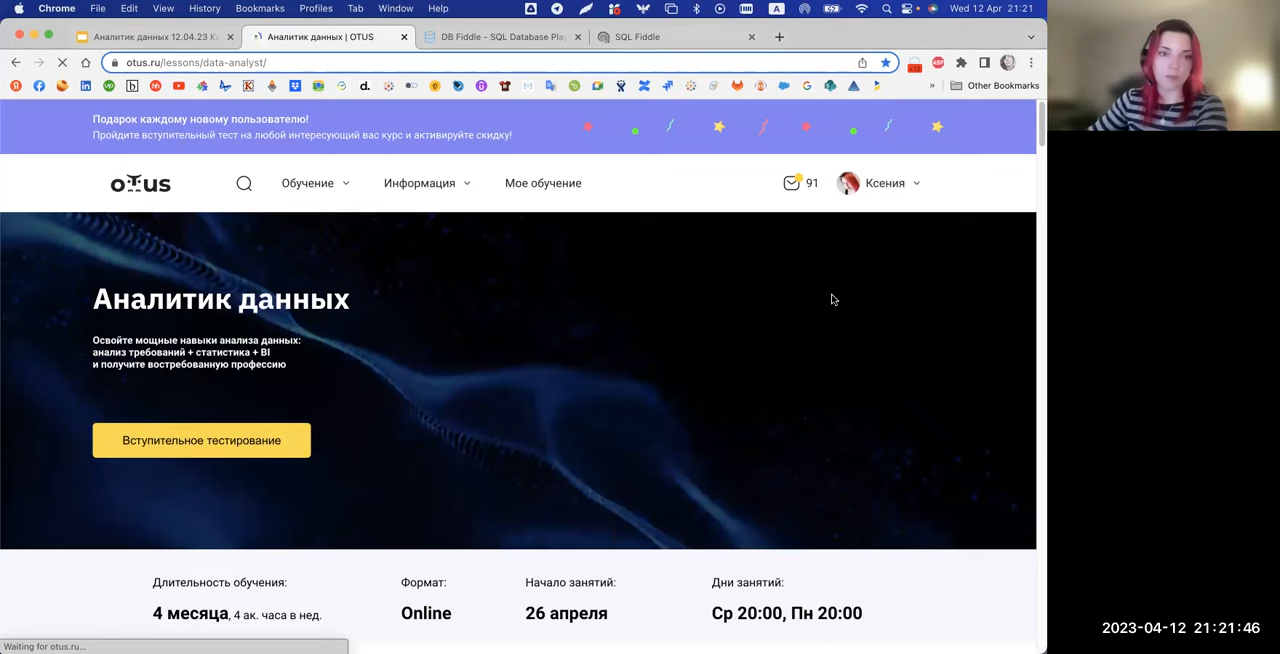 Chrome File Edit View History Bookmarks Profiles Tab Window Help
A
Wed 12 Apr 21:21
Аналитик данных 12.04.23 К
Аналитик данных | OTUS
DB Fiddle - SQL Database Pla
SQL Fiddle
otus.ru/lessons/data-analyst/
Other Bookmarks
Подарок каждому новому пользователю!
Пройдите вступительный тест на любой интересующий вас курс и активируйте скидку!
OTUS
Обучение
Информация
Мое обучение
91
Ксения
Аналитик данных
Освойте мощные навыки анализа данных:
анализ требований + статистика + BI
и получите востребованную профессию
Вступительное тестирование
Длительность обучения:
4 месяца, 4 ак. часа в нед.
Формат:
Online
Начало занятий:
26 апреля
Дни занятий:
Ср 20:00, Пн 20:00
Waiting for otus.ru...
2023-04-12 21:21:46